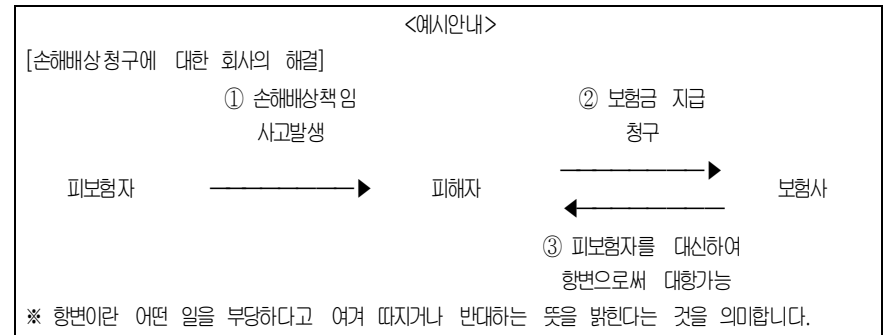 <예시안내>
[손해배상청구에 대한 회사의 해결]
① 손해배상책임 ② 보험금 지급
사고발생 청구
피보험자 피해자 보험사
③ 피보험자를 대신하여
항변으로써 대항가능
※ 항변이란 어떤 일을 부당하다고 여겨 따지거나 반대하는 뜻을 밝힌다는 것을 의미합니다.